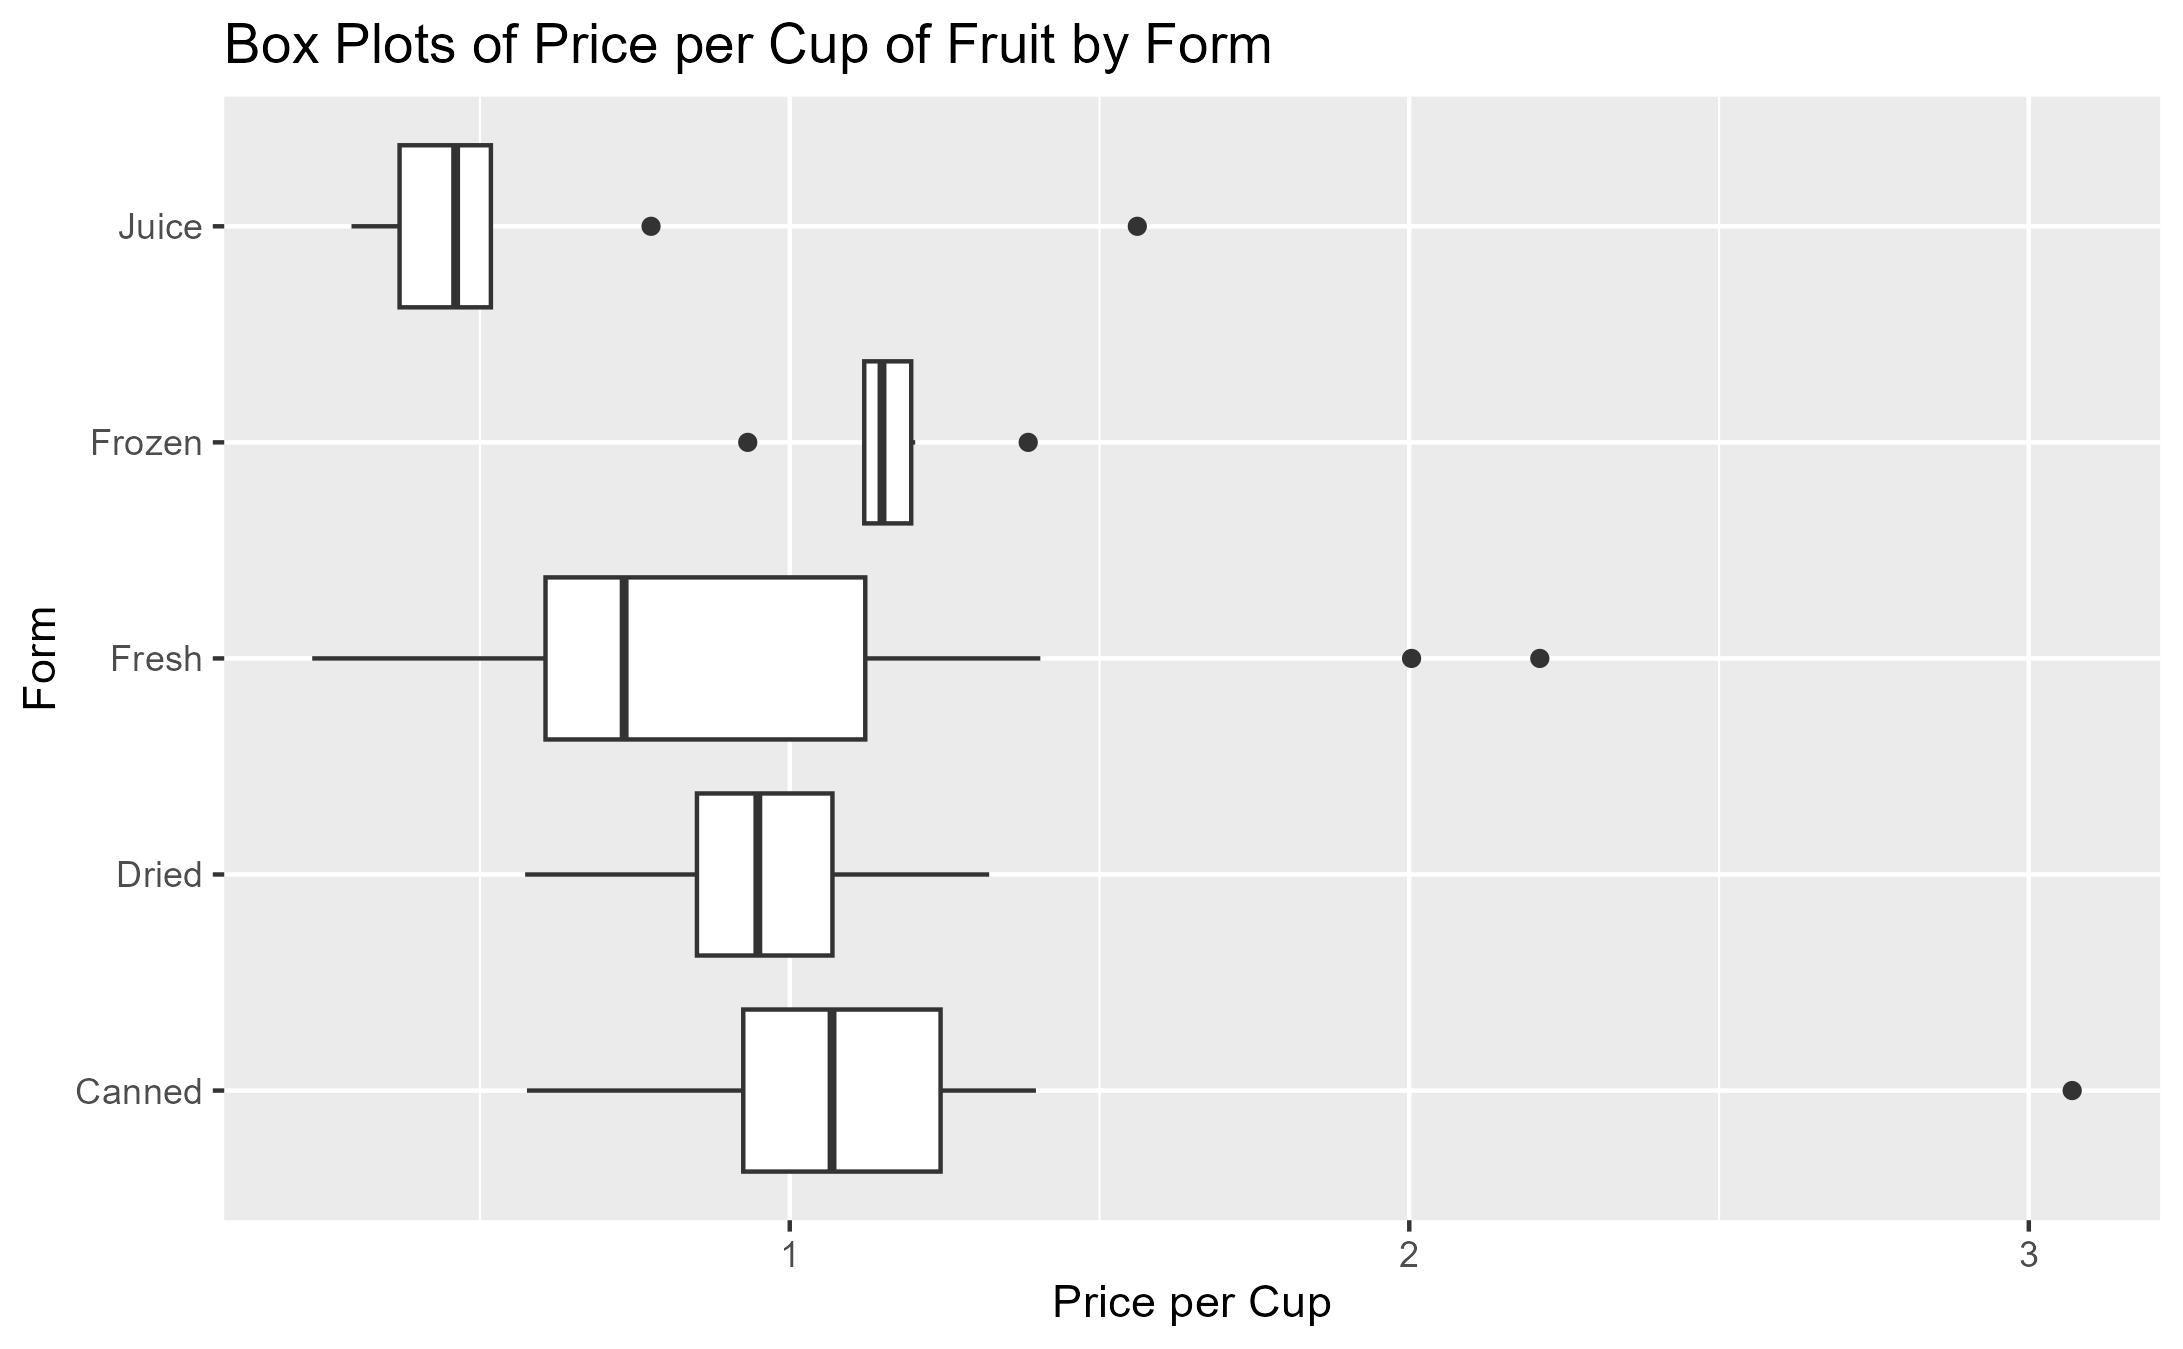 Box Plots of Price per Cup of Fruit by Form
Juice
Frozen
Fresh
Dried
Canned
Form
1
2
3
Price per Cup